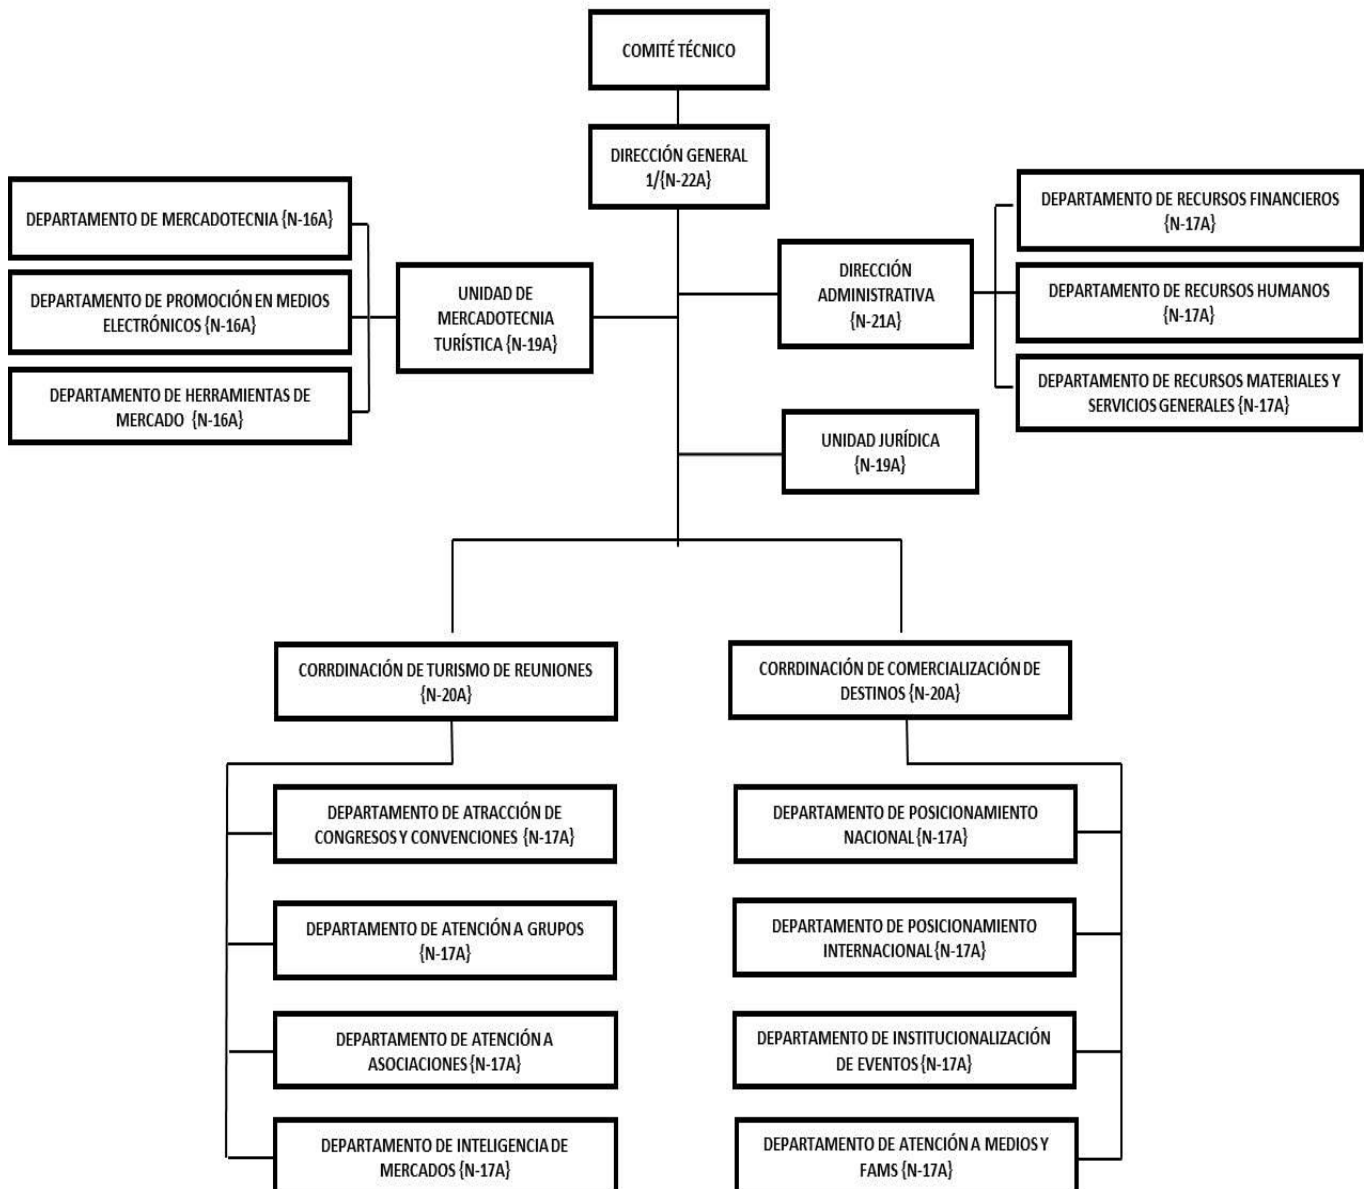 COMITÉ TÉCNICO
DIRECCIÓN GENERAL
1/{N-22A}
DEPARTAMENTO DE MERCADOTECNIA {N-16A}
DEPARTAMENTO DE PROMOCIÓN EN MEDIOS
ELECTRÓNICOS {N-16A}
DEPARTAMENTO DE HERRAMIENTAS DE
MERCADO {N-16A}
UNIDAD DE
MERCADOTECNIA
TURÍSTICA {N-19A}
DIRECCIÓN
ADMINISTRATIVA
{N-21A}
DEPARTAMENTO DE RECURSOS FINANCIEROS
{N-17A}
DEPARTAMENTO DE RECURSOS HUMANOS
{N-17A}
DEPARTAMENTO DE RECURSOS MATERIALES Y
SERVICIOS GENERALES {N-17A}
UNIDAD JURÍDICA
{N-19A}
CORRDINACIÓN DE TURISMO DE REUNIONES
{N-20A}
DEPARTAMENTO DE ATRACCIÓN DE
CONGRESOS Y CONVENCIONES {N-17A}
DEPARTAMENTO DE ATENCIÓN A GRUPOS
{N-17A}
DEPARTAMENTO DE ATENCIÓN A
ASOCIACIONES {N-17A}
DEPARTAMENTO DE INTELIGENCIA DE
MERCADOS {N-17A}
CORRDINACIÓN DE COMERCIALIZACIÓN DE
DESTINOS {N-20A}
DEPARTAMENTO DE POSICIONAMIENTO
NACIONAL {N-17A}
DEPARTAMENTO DE POSICIONAMIENTO
INTERNACIONAL {N-17A}
DEPARTAMENTO DE INSTITUCIONALIZACIÓN
DE EVENTOS {N-17A}
DEPARTAMENTO DE ATENCIÓN A MEDIOS Y
FAMS {N-17A}